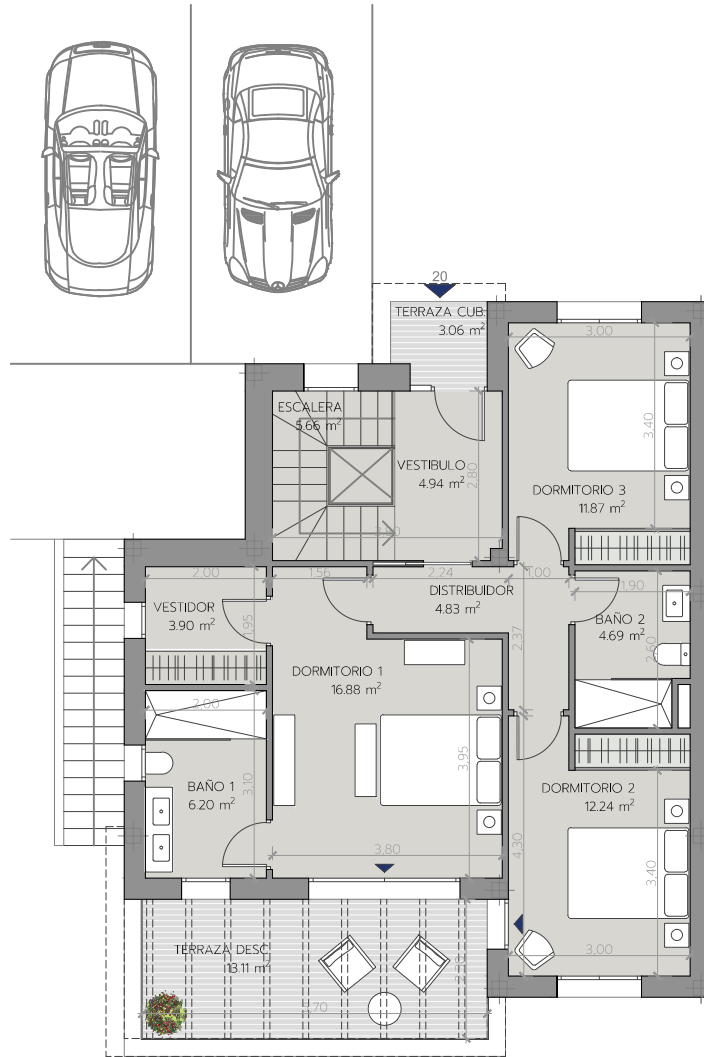 20
TERRAZA CUB.
3.06 m²
3,00
ESCALERA
5.66 m²
3,40
VESTIBULO
4.94 m²
2,80
DORMITORIO 3
11.87 m²
2,00
1,56
2,24
1,00
1,90
VESTIDOR
3.90 m²
1,95
DISTRIBUIDOR
4.83 m²
BAÑO 2
4.69 m²
2,37
2,60
DORMITORIO 1
16.88 m²
2,00
3,95
BAÑO 1
6.20 m²
3,10
DORMITORIO 2
12.24 m²
3,80
4,30
3,40
TERRAZA DESC.
13.11 m²
3,00